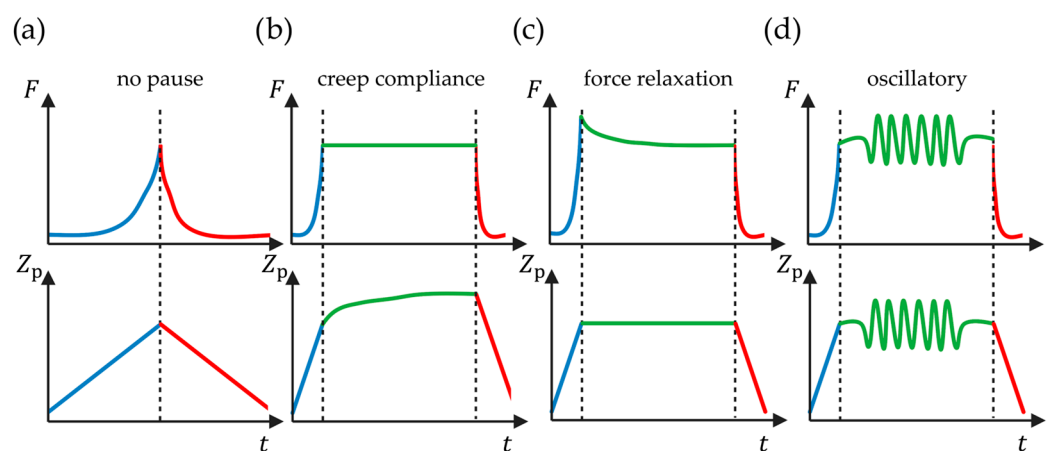 (a) (b) (c) (d)
no pause creep compliance force relaxation oscillatory
F F F F
Zp Zp Zp Zp
t t t t